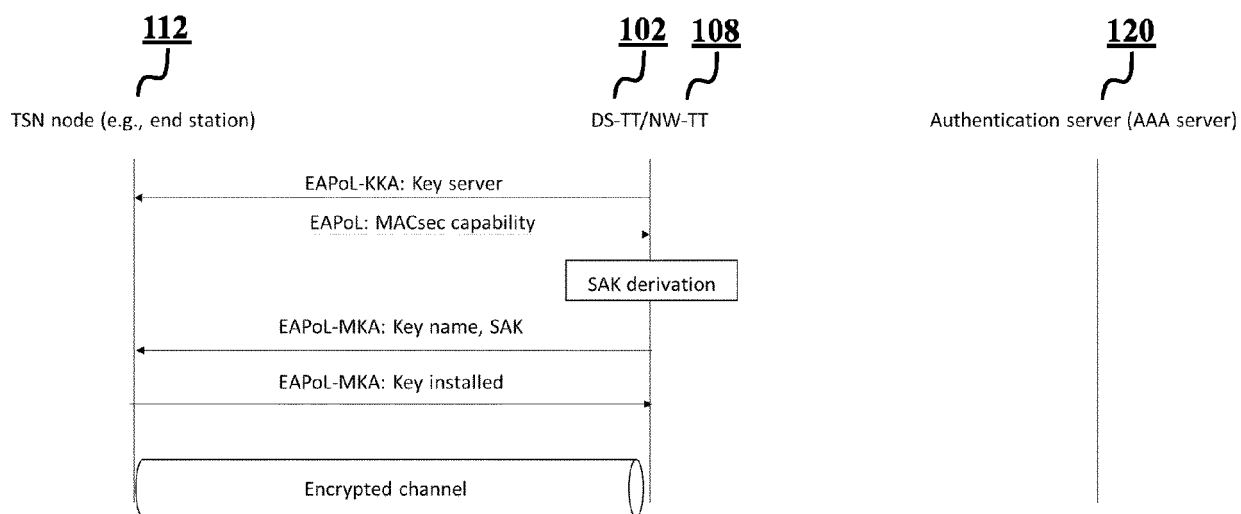 112
102
108
120
TSN node (e.g., end station)
DS-TT/NW-TT
Authentication server (AAA server)
EAPoL-KKA: Key server
EAPoL: MACsec capability
SAK derivation
EAPoL-MKA: Key name, SAK
EAPoL-MKA: Key installed
Encrypted channel